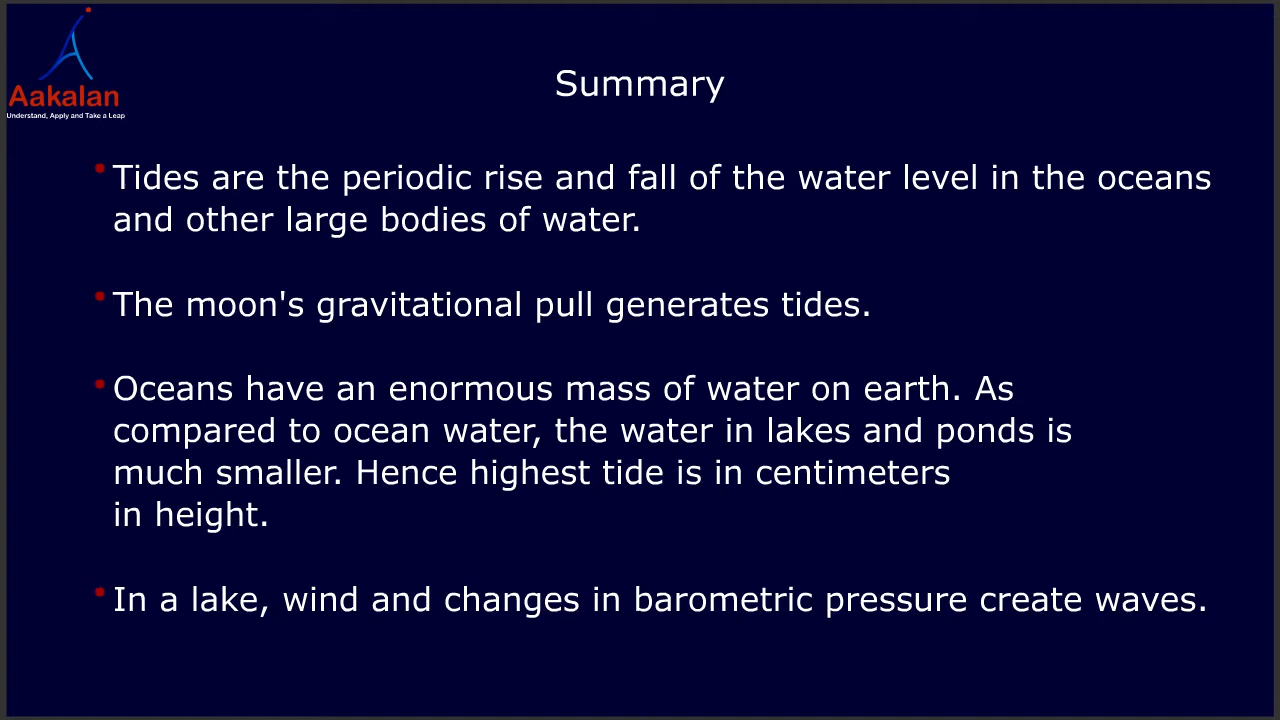 Aakalan
Understand, Apply and Take a Leap
Summary
Tides are the periodic rise and fall of the water level in the oceans
and other large bodies of water.
The moon's gravitational pull generates tides.
Oceans have an enormous mass of water on earth. As
compared to ocean water, the water in lakes and ponds is
much smaller. Hence highest tide is in centimeters
in height.
In a lake, wind and changes in barometric pressure create waves.